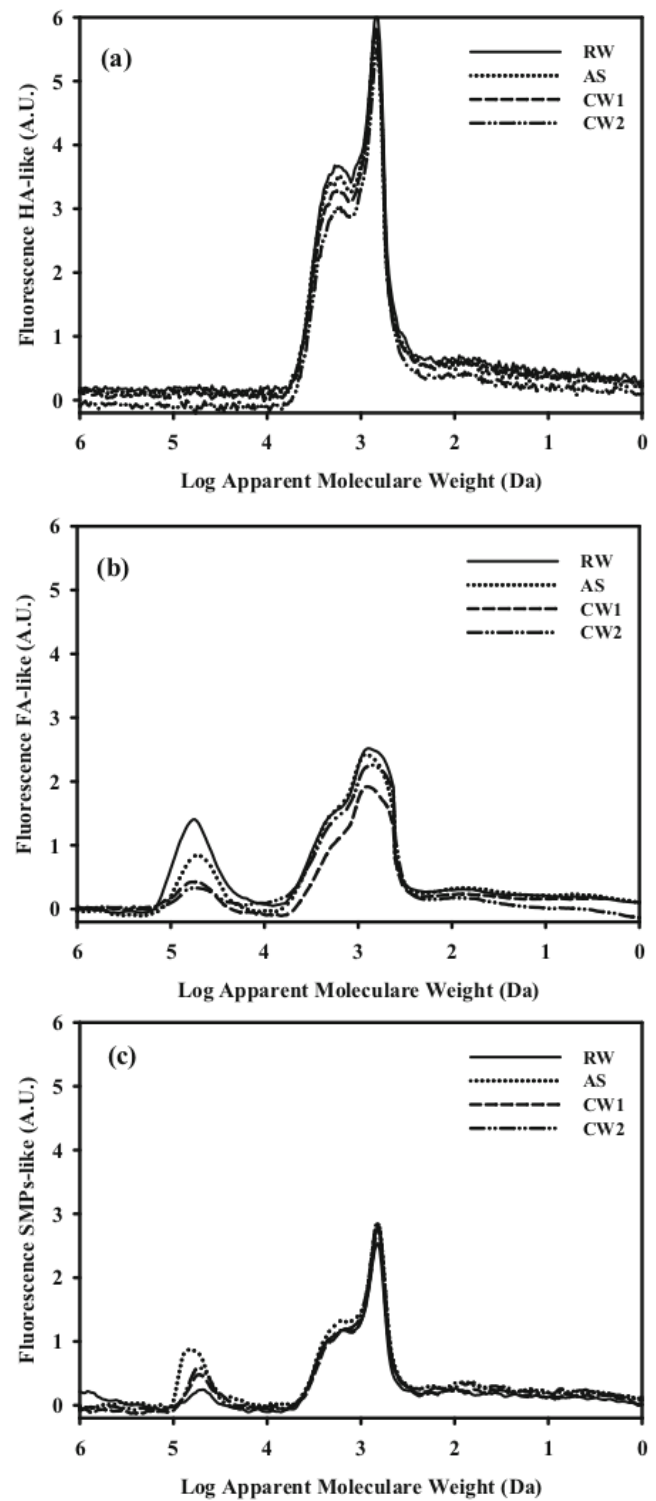 (a)
RW
AS
CW1
CW2
Fluorescence HA-like (A.U.)
6
5
4
3
2
1
0
6 5 4 3 2 1 0
Log Apparent Moleculare Weight (Da)
(b)
RW
AS
CW1
CW2
Fluorescence FA-like (A.U.)
6
5
4
3
2
1
0
6 5 4 3 2 1 0
Log Apparent Moleculare Weight (Da)
(c)
RW
AS
CW1
CW2
Fluorescence SMPs-like (A.U.)
6
5
4
3
2
1
0
6 5 4 3 2 1 0
Log Apparent Moleculare Weight (Da)